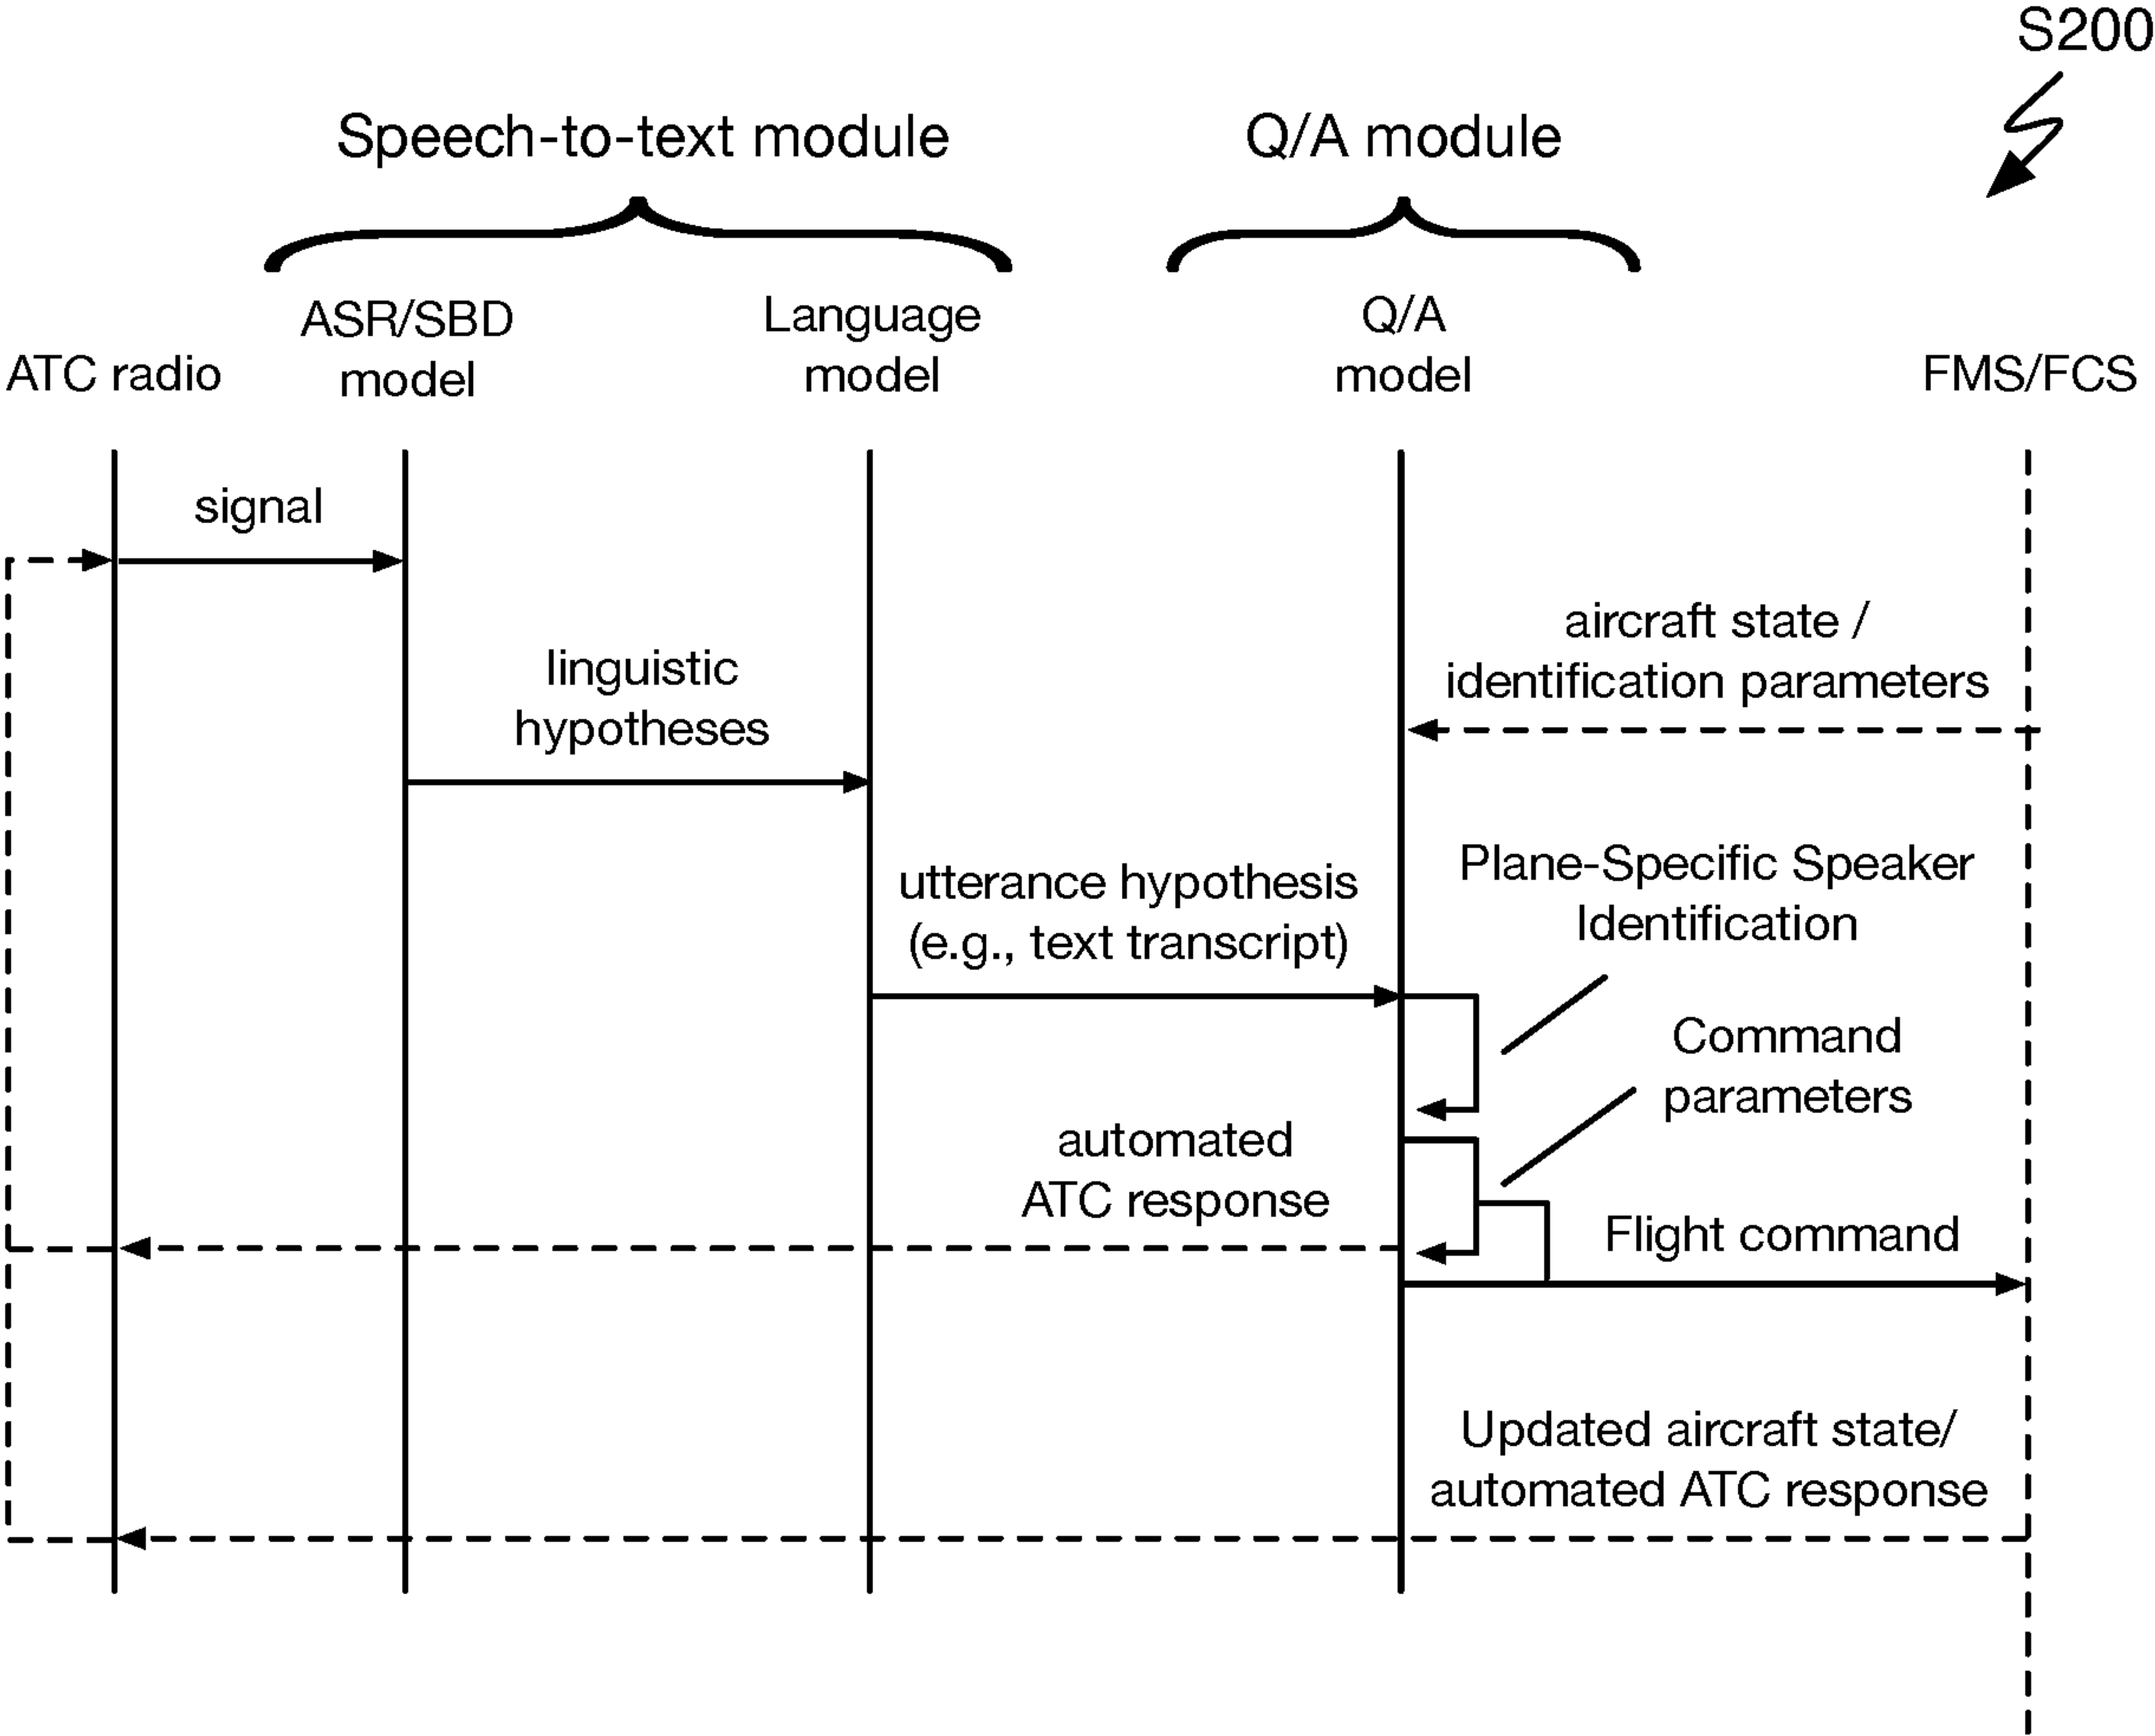 S200
Speech-to-text module
Q/A module
ATC radio
ASR/SBD
model
Language
model
Q/A
model
FMS/FCS
signal
aircraft state /
identification parameters
linguistic
hypotheses
Plane-Specific Speaker
Identification
utterance hypothesis
(e.g., text transcript)
Command
parameters
automated
ATC response
Flight command
Updated aircraft state/
automated ATC response